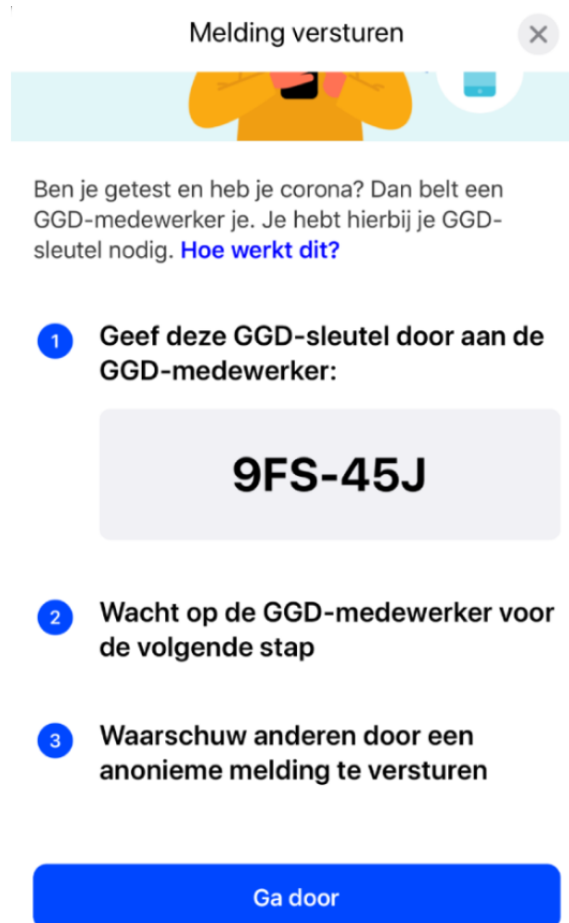 Melding versturen
Ben je getest en heb je corona? Dan belt een
GGD-medewerker je. Je hebt hierbij je GGD-
sleutel nodig. Hoe werkt dit?
1 Geef deze GGD-sleutel door aan de
GGD-medewerker:
9FS-45J
2 Wacht op de GGD-medewerker voor
de volgende stap
3 Waarschuw anderen door een
anonieme melding te versturen
Ga door